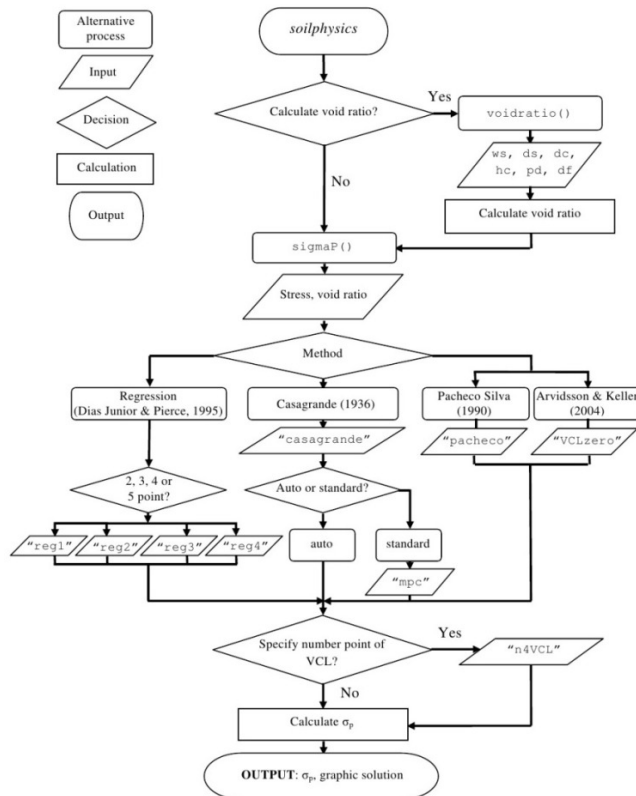 Alternative
process
Input
Decision
Calculation
Output
soilphysics
Calculate void ratio?
Yes
voidratio()
ws, ds, dc,
hc, pd, df
No
Calculate void ratio
sigmaP()
Stress, void ratio
Method
Regression
(Dias Junior & Pierce, 1995)
Casagrande (1936)
Pacheco Silva
(1990)
Arvidsson & Keller
(2004)
“casagrande”
“pacheco”
“VCLzero”
2, 3, 4 or
5 point?
Auto or standard?
“reg1”
“reg2”
“reg3”
“reg4”
auto
standard
“mpc”
Specify number point of
VCL?
Yes
“n4VCL”
No
Calculate σp
OUTPUT: σp, graphic solution